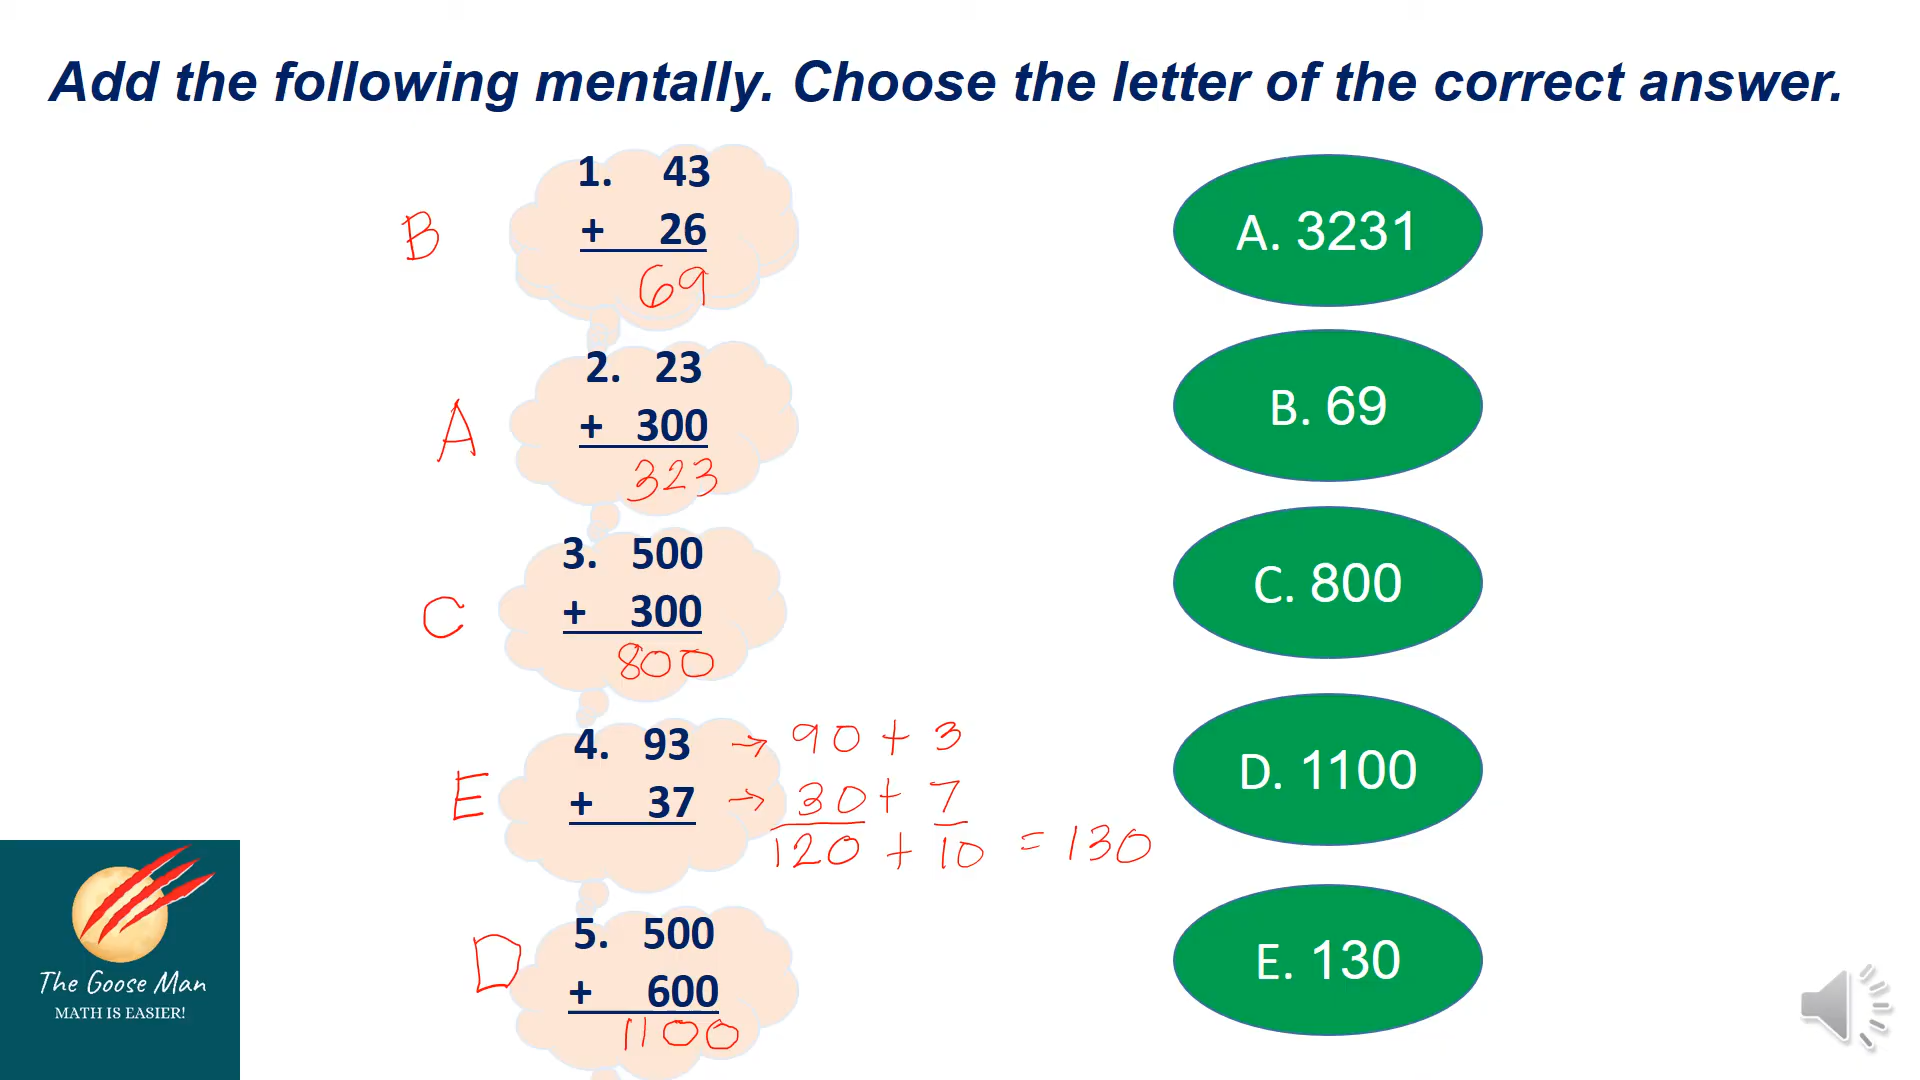 Add the following mentally. Choose the letter of the correct answer.
B
1. 43
+ 26
69
A
2. 23
+ 300
323
C
3. 500
+ 300
800
E
4. 93 → 90 + 3
+ 37 → 30 + 7
120 + 10 = 130
D
5. 500
+ 600
1100
A. 3231
B. 69
C. 800
D. 1100
E. 130
The Goose Man
MATH IS EASIER!